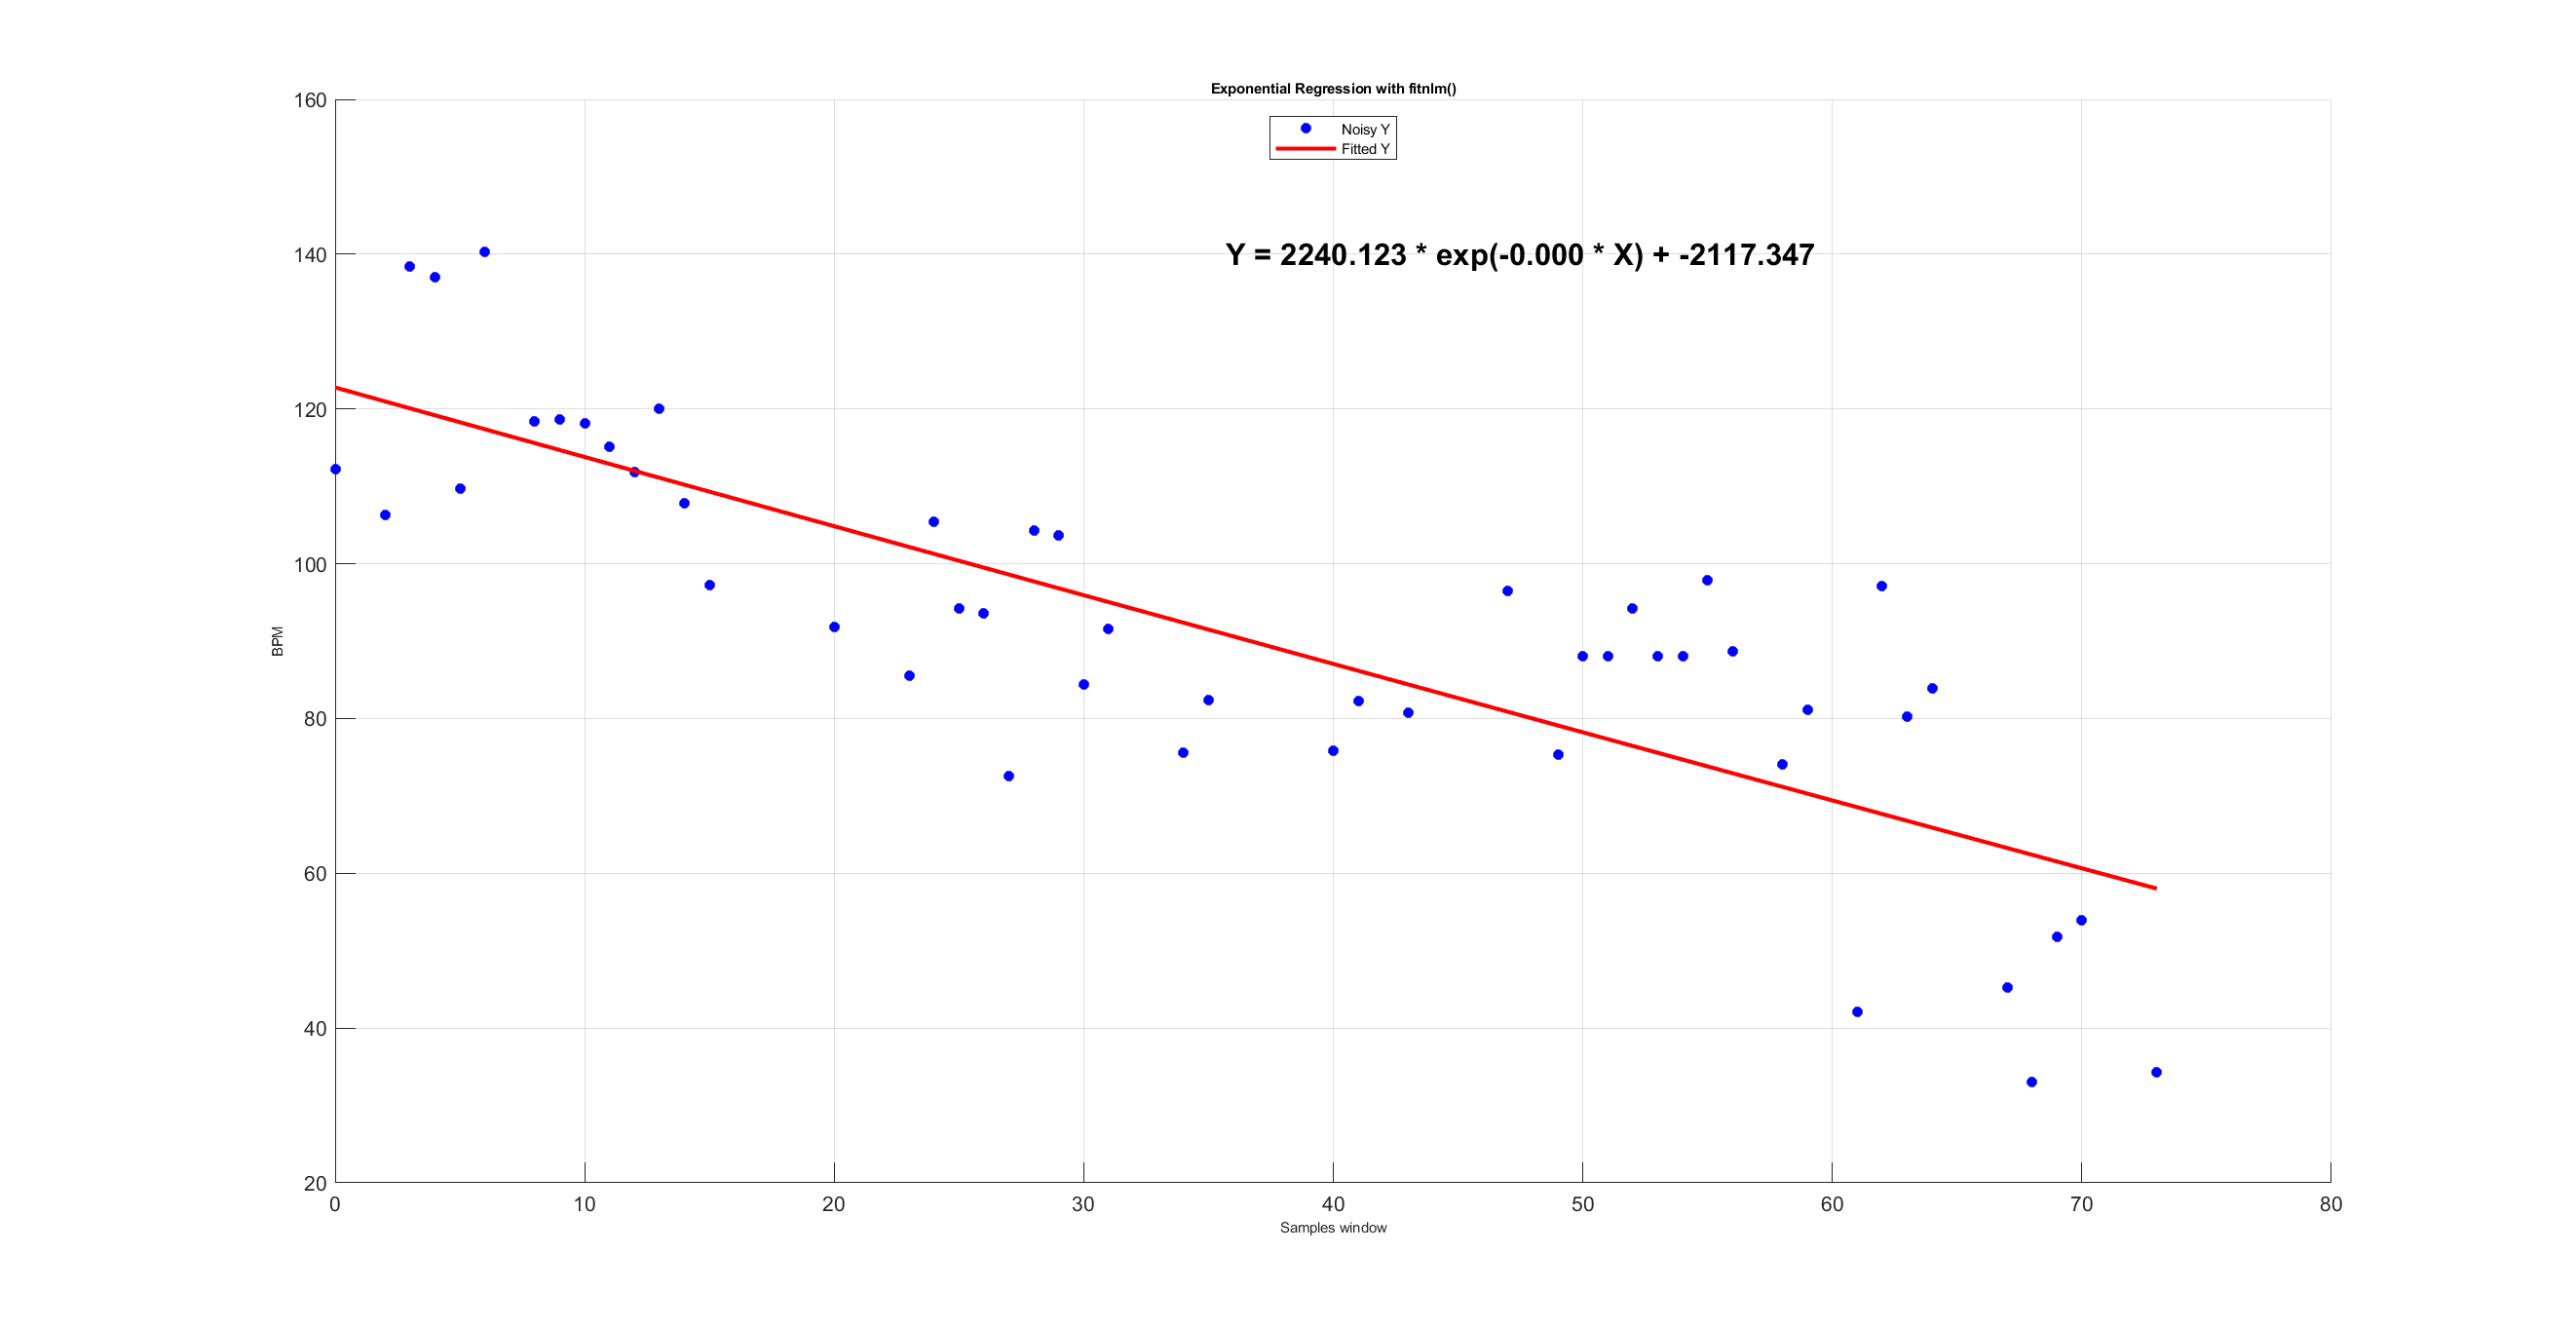 Exponential Regression with fitnlm()
Noisy Y
Fitted Y
Y = 2240.123 * exp(-0.000 * X) + -2117.347
160
140
120
100
80
60
40
20
BPM
0 10 20 30 40 50 60 70 80
Samples window